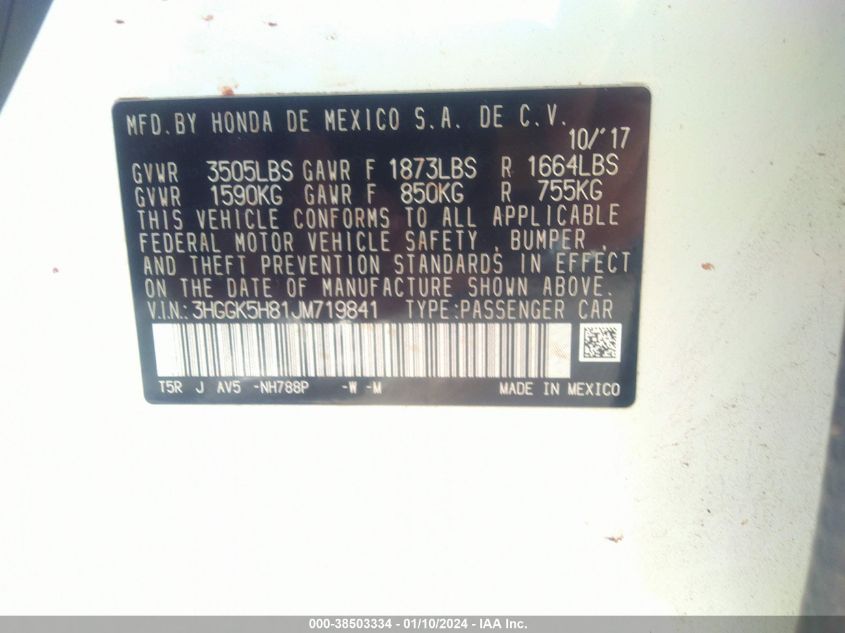 MFD.BY HONDA DE MEXICO S.A. DE C.V.
10/'17
GVWR 3505LBS GAWR F 1873LBS R 1664LBS
GVWR 1590KG GAWR F 850KG R 755KG
THIS VEHICLE CONFORMS TO ALL APPLICABLE
FEDERAL MOTOR VEHICLE SAFETY , BUMPER ,
AND THEFT PREVENTION STANDARDS IN EFFECT
ON THE DATE OF MANUFACTURE SHOWN ABOVE.
V.I.N.: 3HGGK5H81JM719841 TYPE:PASSENGER CAR
T5R J AV5 -NH788P -W -M MADE IN MEXICO
000-38503334 - 01/10/2024 - IAA Inc.